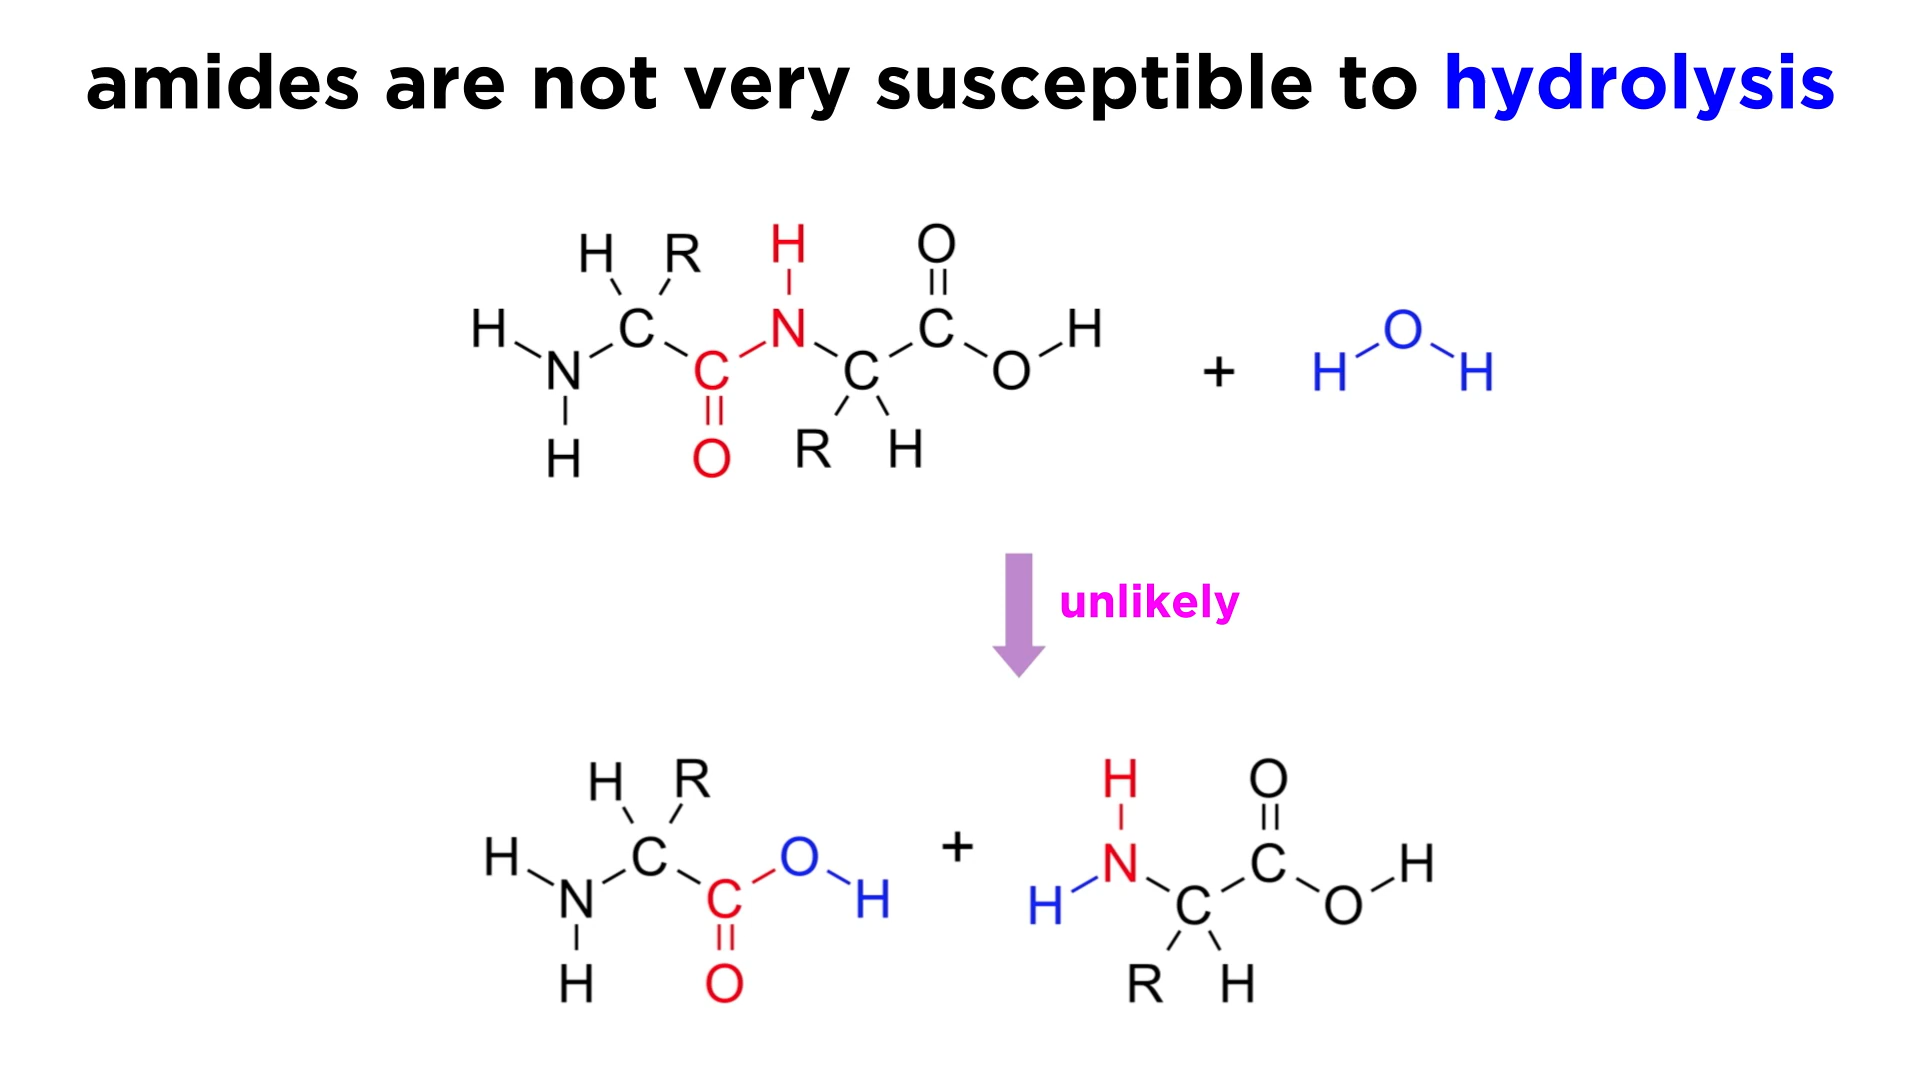 amides are not very susceptible to hydrolysis
H R H O
H C N C H
N C C O + H O H
H O R H
unlikely
H R H O
H C O + N C H
N C H H C O
H O R H